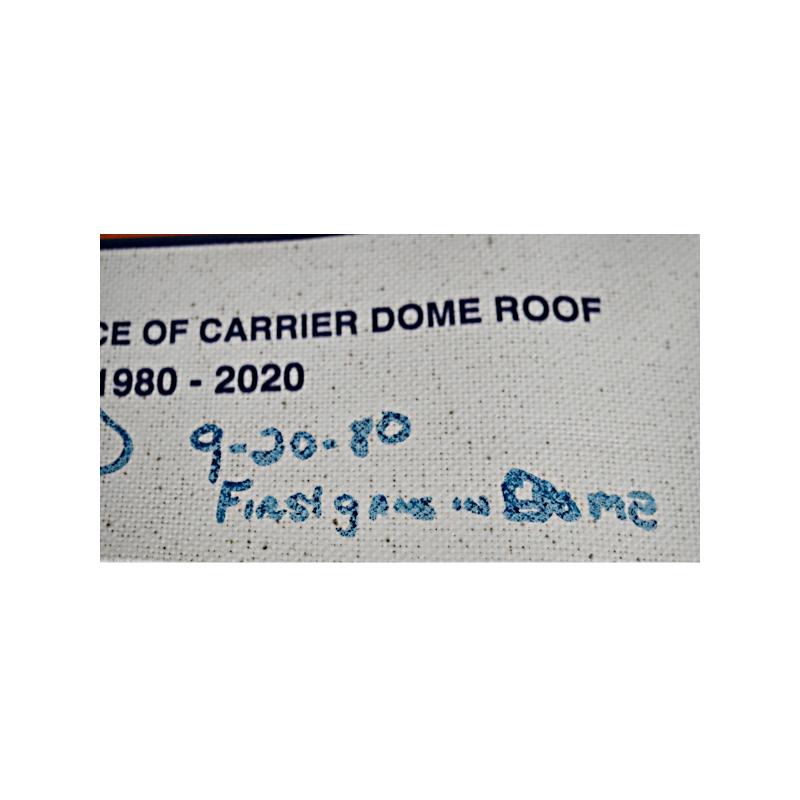 CE OF CARRIER DOME ROOF
1980 - 2020
9-20-80
First game in Dome